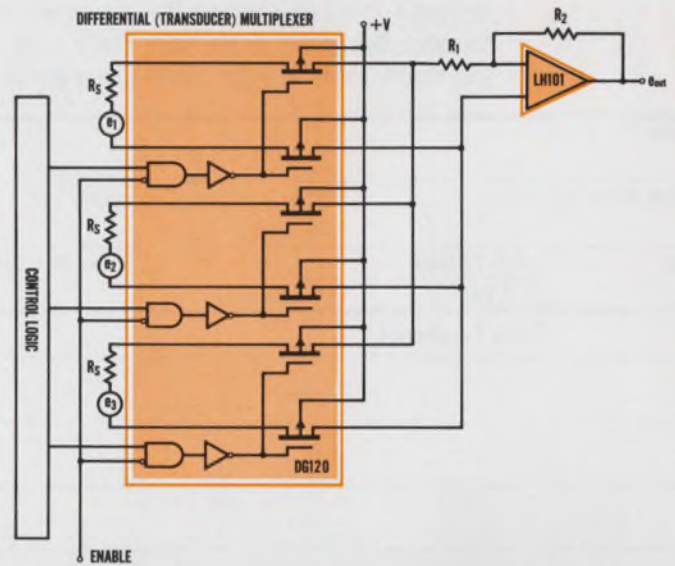 DIFFERENTIAL (TRANSDUCER) MULTIPLEXER
+V
R2
R1
LH101
eout
RS
e1
RS
e2
RS
e3
CONTROL LOGIC
DG120
ENABLE